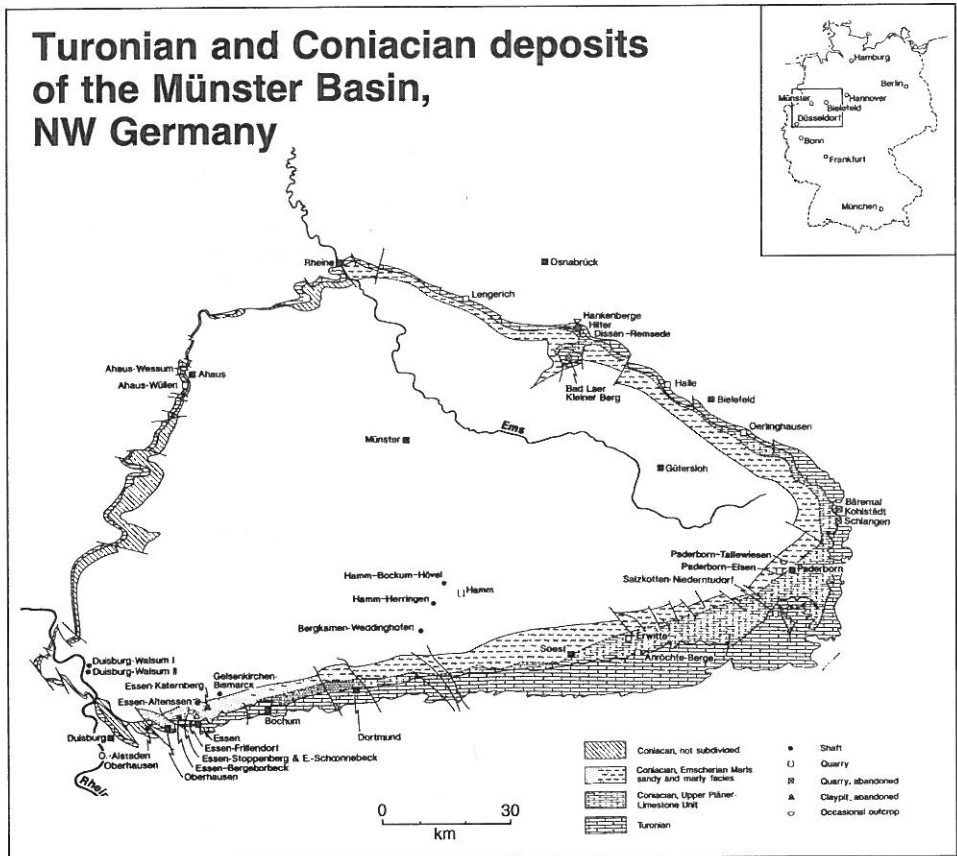 Turonian and Coniacian deposits
of the Münster Basin,
NW Germany
Hamburg
Berlin
Münster
Hannover
Bielefeld
Düsseldorf
Bonn
Frankfurt
München
Rheine
Osnabrück
Lengerich
Hankenberge
Hilter
Dissen-Remsede
Ahaus-Wessum
Ahaus
Ahaus-Wüllen
Bad Laer
Kleiner Berg
Halle
Bielefeld
Oerlinghausen
Ems
Münster
Gütersloh
Bäremal
Kohlstädt
Schlangen
Paderborn-Tallewiesen
Paderborn-Elsen
Paderborn
Salzkotten-Niederntudorf
Hamm-Bockum-Hövel
Hamm
Hamm-Herringen
Bergkamen-Weddinghofen
Erwitte
Soest
Anröchte-Berge
Duisburg-Walsum I
Duisburg-Walsum II
Gelsenkirchen-
Bismarck
Essen-Katernberg
Essen-Altenssen
Bochum
Dortmund
Essen
Duisburg
Essen-Frillendorf
O.-Alstaden
Essen-Stoppenberg & E.-Schonnebeck
Oberhausen
Essen-Bergeborbeck
Oberhausen
Rhein
0 30
km
Coniacan, not subdivided
Coniacan, Emscherian Marls
sandy and marly facies
Coniacan, Upper Pläner-
Limestone Unit
Turonian
Shaft
Quarry
Quarry, abandoned
Claypit, abandoned
Occasional outcrop